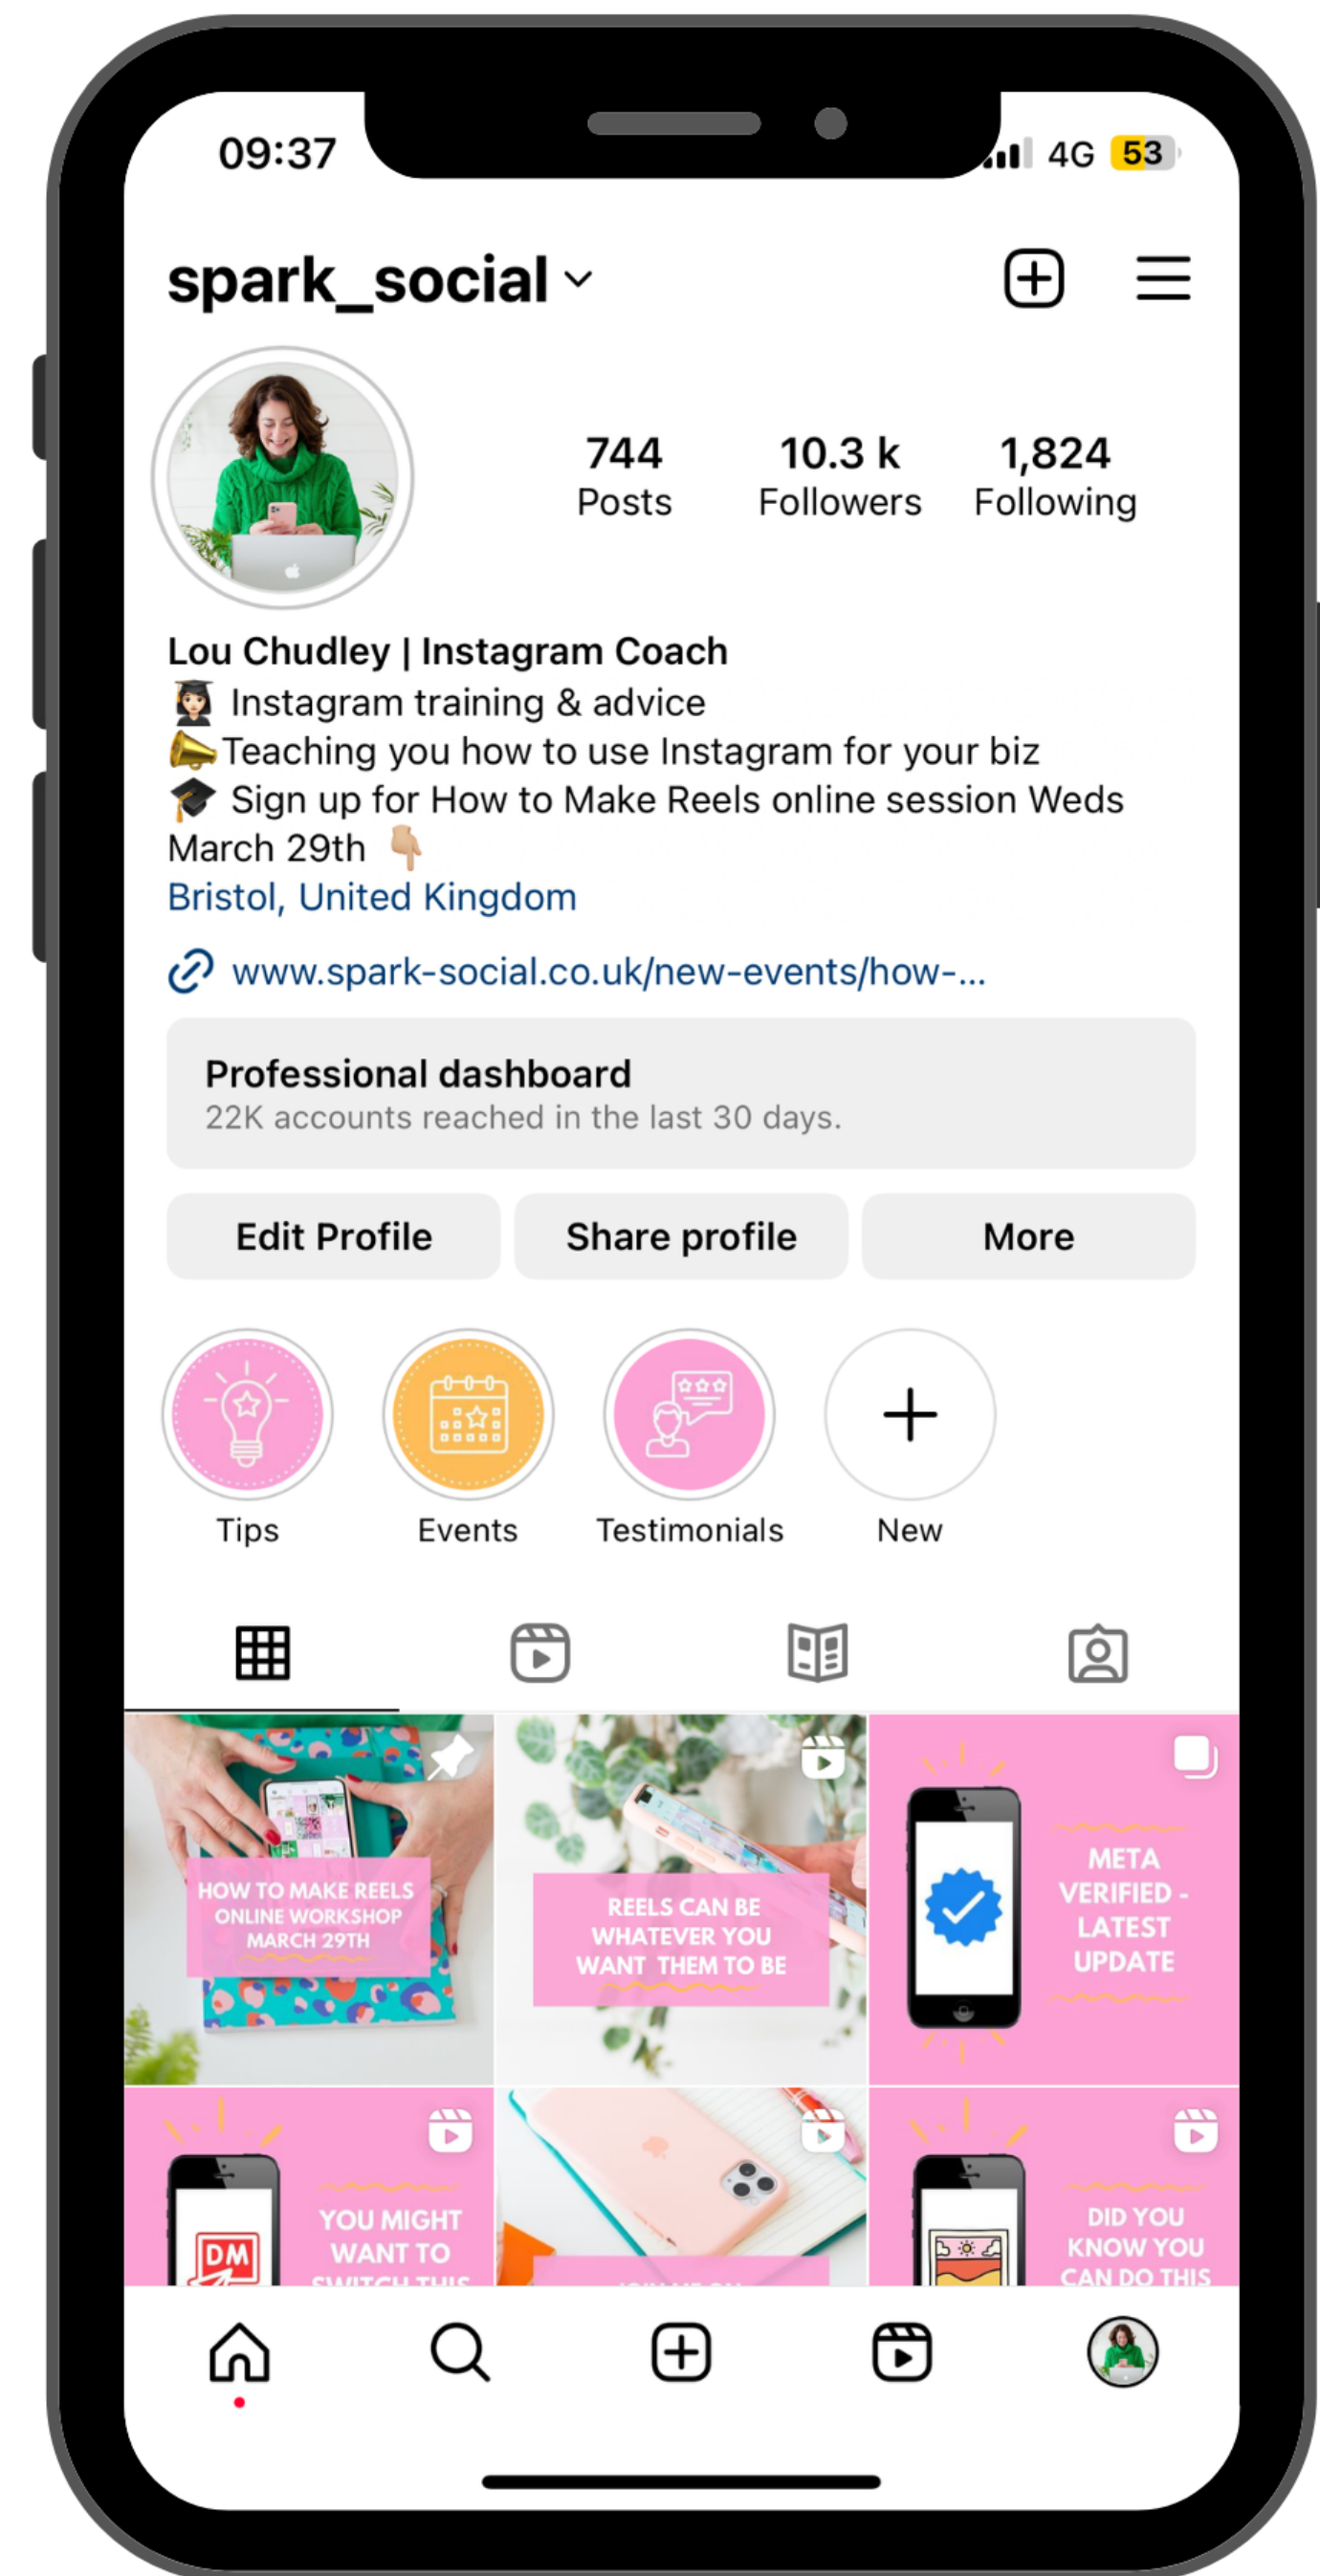 09:37
4G 53
spark_social
744
Posts
10.3 k
Followers
1,824
Following
Lou Chudley | Instagram Coach
👩🏻‍🎓 Instagram training & advice
📣Teaching you how to use Instagram for your biz
🎓 Sign up for How to Make Reels online session Weds
March 29th 👇🏼
Bristol, United Kingdom
www.spark-social.co.uk/new-events/how-...
Professional dashboard
22K accounts reached in the last 30 days.
Edit Profile
Share profile
More
Tips
Events
Testimonials
New
HOW TO MAKE REELS
ONLINE WORKSHOP
MARCH 29TH
REELS CAN BE
WHATEVER YOU
WANT THEM TO BE
META
VERIFIED -
LATEST
UPDATE
DM
YOU MIGHT
WANT TO
SWITCH THIS
DID YOU
KNOW YOU
CAN DO THIS